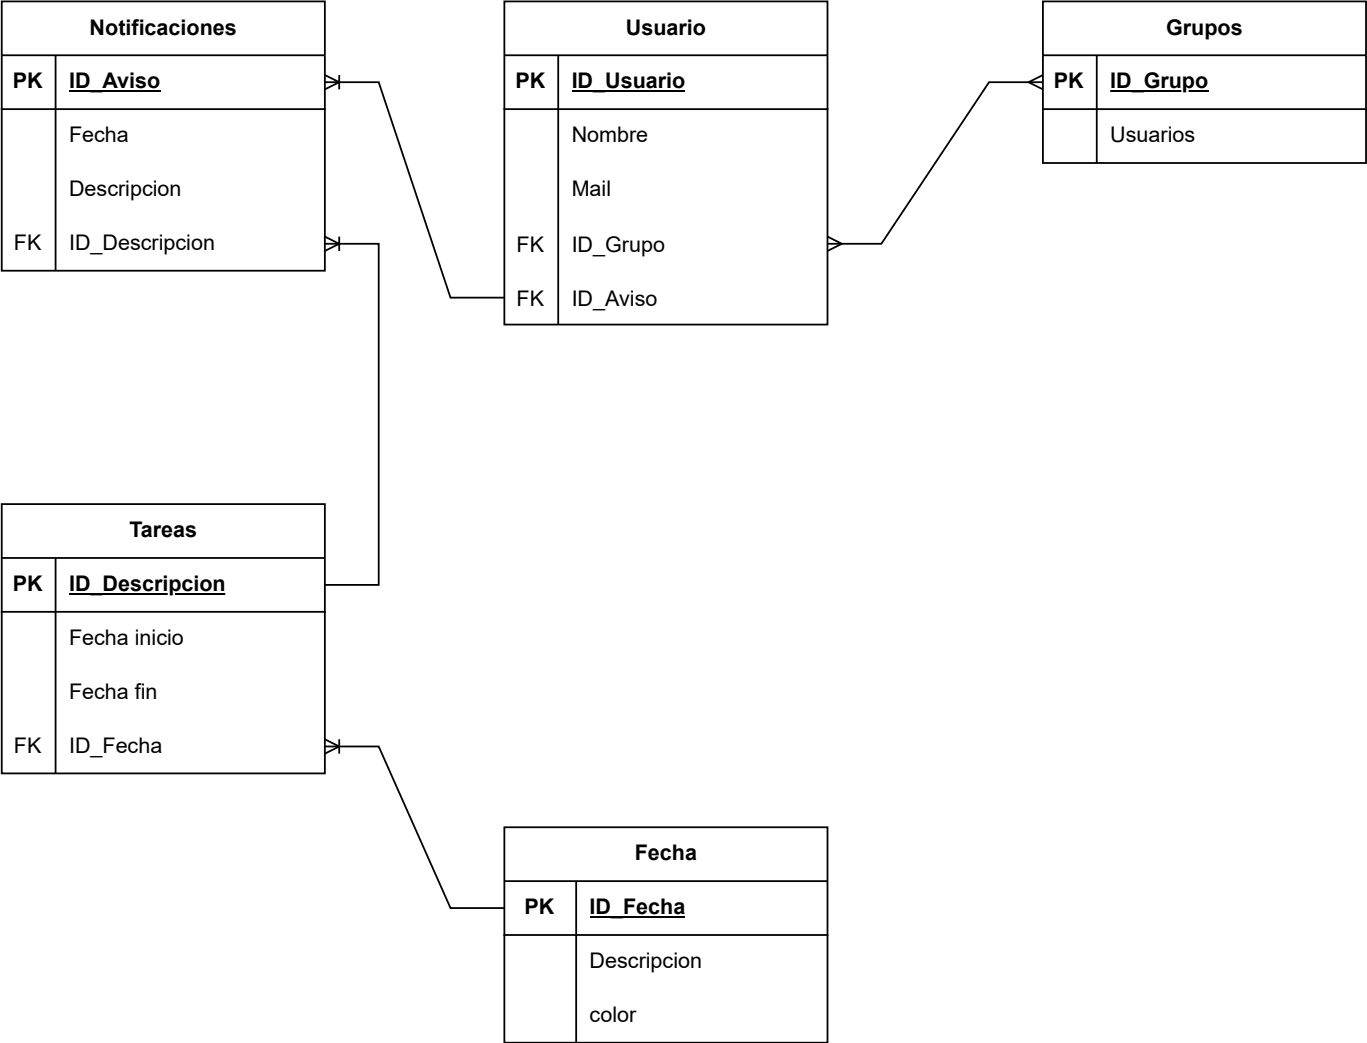 Notificaciones
PK ID_Aviso
Fecha
Descripcion
FK ID_Descripcion
Usuario
PK ID_Usuario
Nombre
Mail
FK ID_Grupo
FK ID_Aviso
Grupos
PK ID_Grupo
Usuarios
Tareas
PK ID_Descripcion
Fecha inicio
Fecha fin
FK ID_Fecha
Fecha
PK ID_Fecha
Descripcion
color